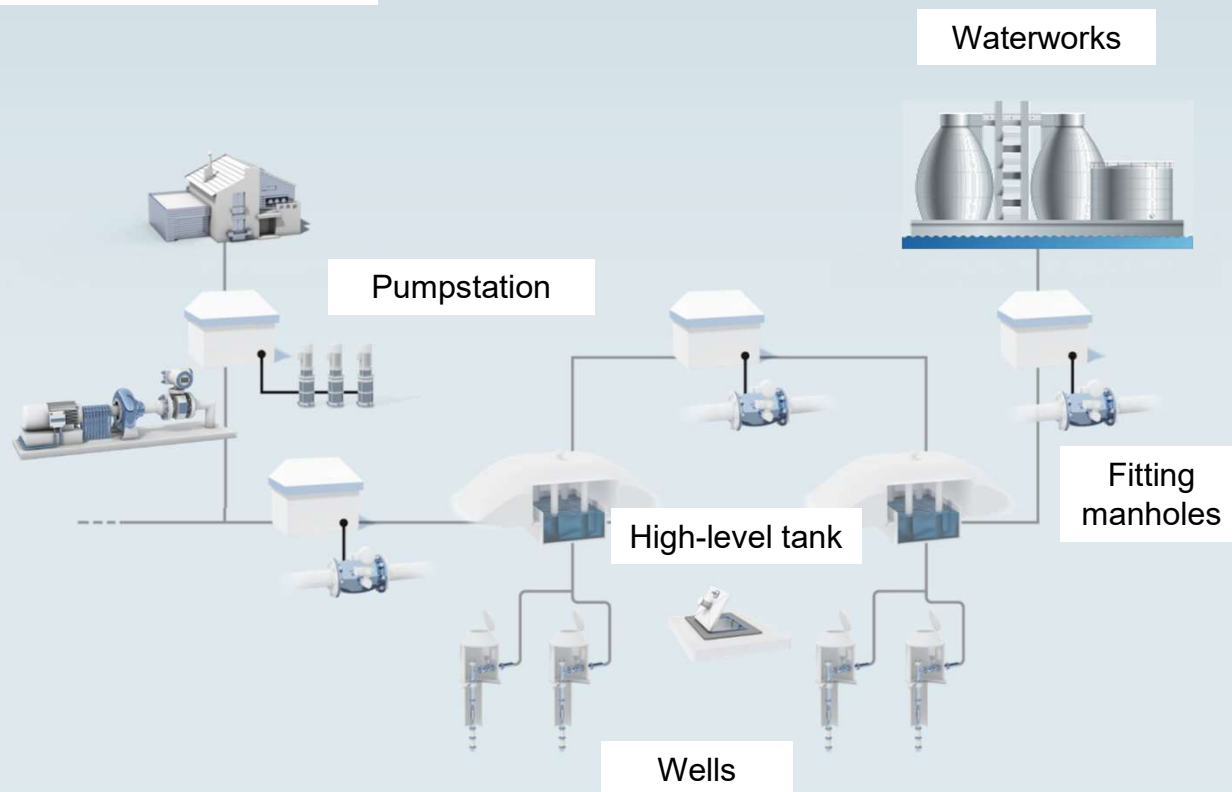 Waterworks
Pumpstation
Fitting
manholes
High-level tank
Wells